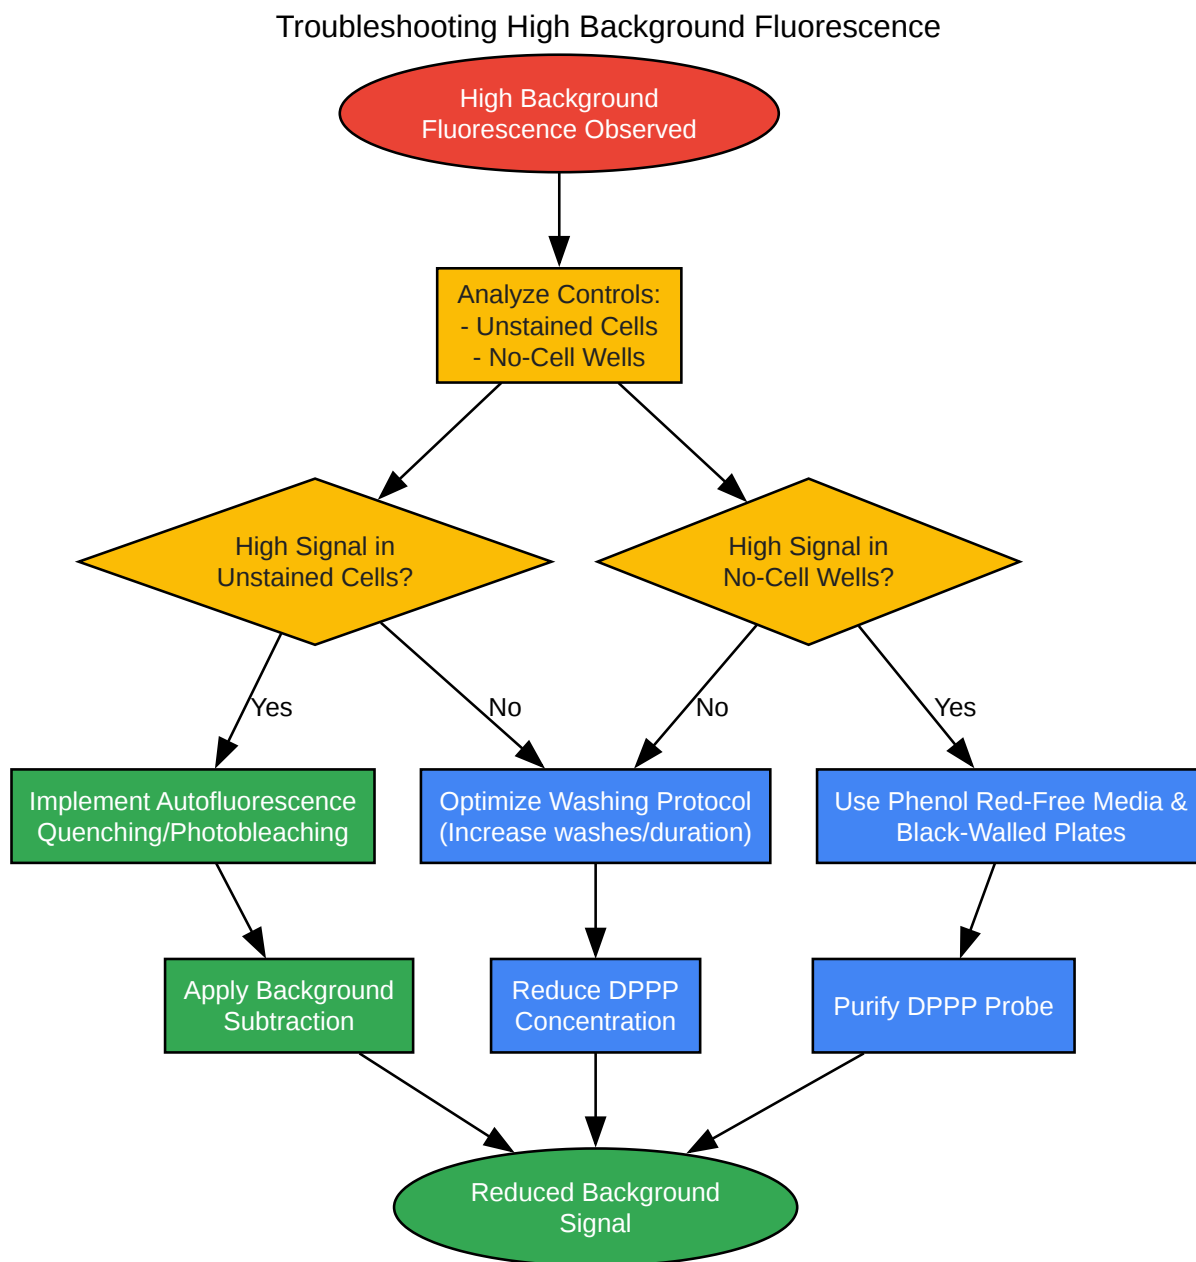 Troubleshooting High Background Fluorescence
High Background
Fluorescence Observed
Analyze Controls:
- Unstained Cells
- No-Cell Wells
High Signal in
Unstained Cells?
High Signal in
No-Cell Wells?
Yes
No
No
Yes
Implement Autofluorescence
Quenching/Photobleaching
Optimize Washing Protocol
(Increase washes/duration)
Use Phenol Red-Free Media &
Black-Walled Plates
Apply Background
Subtraction
Reduce DPPP
Concentration
Purify DPPP Probe
Reduced Background
Signal